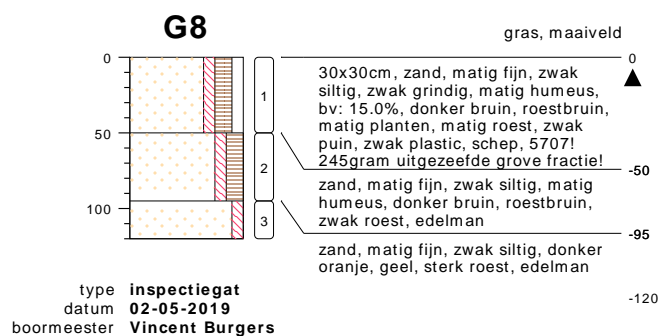 G8
gras, maaiveld
0
50
100
1
2
3
0
30x30cm, zand, matig fijn, zwak
siltig, zwak grindig, matig humeus,
bv: 15.0%, donker bruin, roestbruin,
matig planten, matig roest, zwak
puin, zwak plastic, schep, 5707!
245gram uitgezeefde grove fractie!
-50
zand, matig fijn, zwak siltig, matig
humeus, donker bruin, roestbruin,
zwak roest, edelman
-95
zand, matig fijn, zwak siltig, donker
oranje, geel, sterk roest, edelman
-120
type inspectiegat
datum 02-05-2019
boormeester Vincent Burgers